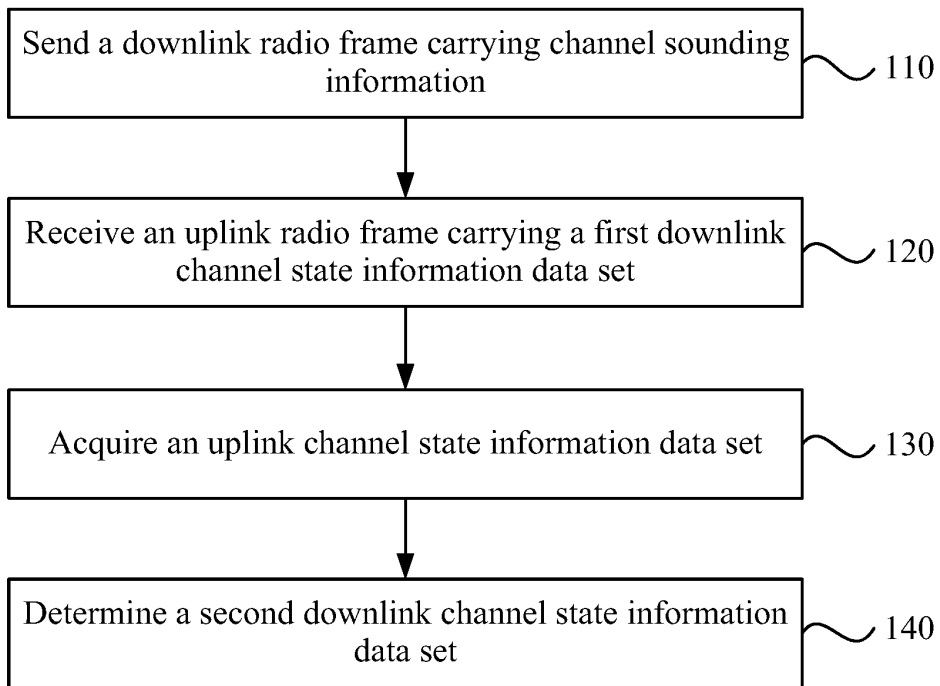 Send a downlink radio frame carrying channel sounding
information
110
Receive an uplink radio frame carrying a first downlink
channel state information data set
120
Acquire an uplink channel state information data set
130
Determine a second downlink channel state information
data set
140